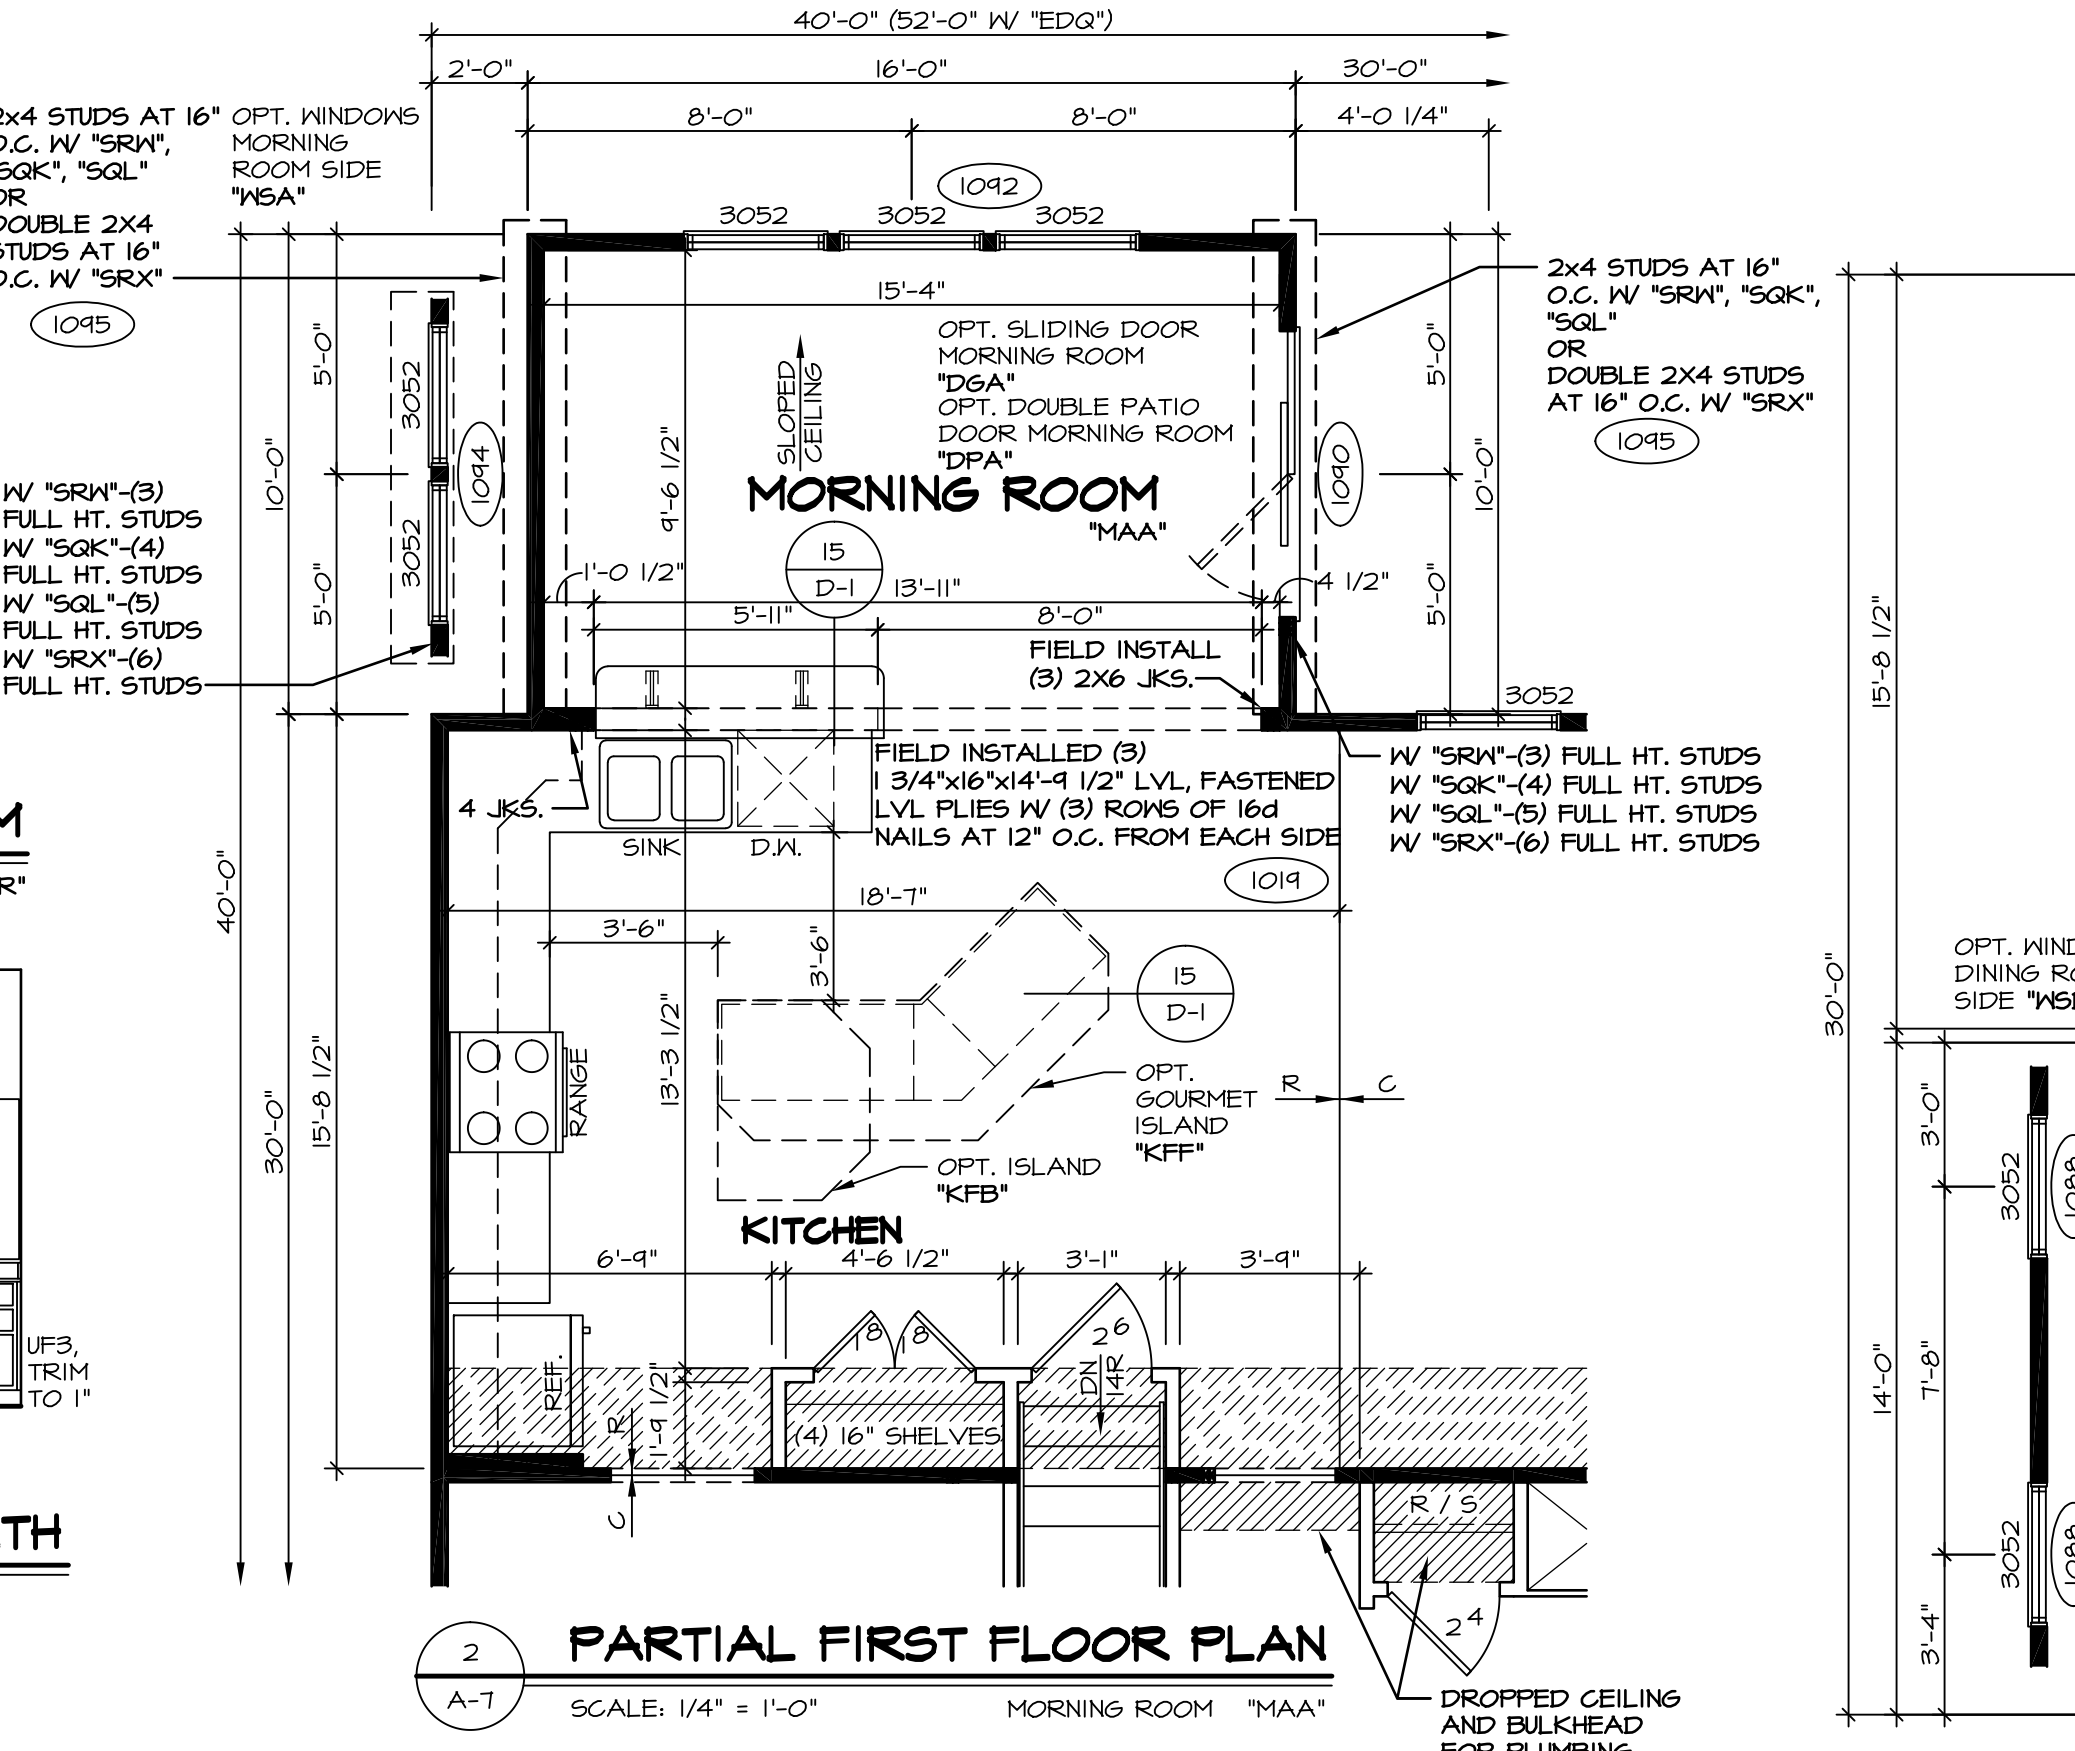 40'-0" (52'-0" W/ "EDQ")
2'-0"
16'-0"
30'-0"
8'-0"
8'-0"
4'-0 1/4"
2x4 STUDS AT 16"
O.C. W/ "SRW",
"SQK", "SQL"
OR
DOUBLE 2X4
STUDS AT 16"
O.C. W/ "SRX"
1095
OPT. WINDOWS
MORNING
ROOM SIDE
"WSA"
1092
3052
3052
3052
15'-4"
OPT. SLIDING DOOR
MORNING ROOM
"DGA"
OPT. DOUBLE PATIO
DOOR MORNING ROOM
"DPA"
SLOPED
CEILING
MORNING ROOM
"MAA"
15
D-1
2x4 STUDS AT 16"
O.C. W/ "SRW", "SQK",
"SQL"
OR
DOUBLE 2X4 STUDS
AT 16" O.C. W/ "SRX"
1095
5'-0"
5'-0"
10'-0"
3052
3052
1094
1090
5'-0"
5'-0"
10'-0"
9'-6 1/2"
W/ "SRW"-(3)
FULL HT. STUDS
W/ "SQK"-(4)
FULL HT. STUDS
W/ "SQL"-(5)
FULL HT. STUDS
W/ "SRX"-(6)
FULL HT. STUDS
1'-0 1/2"
13'-11"
4 1/2"
5'-11"
8'-0"
FIELD INSTALL
(3) 2X6 JKS.
3052
4 JKS.
SINK
D.W.
FIELD INSTALLED (3)
1 3/4"x16"x14'-9 1/2" LVL, FASTENED
LVL PLIES W/ (3) ROWS OF 16d
NAILS AT 12" O.C. FROM EACH SIDE
1019
W/ "SRW"-(3) FULL HT. STUDS
W/ "SQK"-(4) FULL HT. STUDS
W/ "SQL"-(5) FULL HT. STUDS
W/ "SRX"-(6) FULL HT. STUDS
M
R"
40'-0"
30'-0"
15'-8 1/2"
18'-7"
3'-6"
3'-6"
13'-3 1/2"
15
D-1
RANGE
OPT.
GOURMET
ISLAND
"KFF"
R
C
OPT. ISLAND
"KFB"
KITCHEN
6'-9"
4'-6 1/2"
3'-1"
3'-9"
18
18
26
DN
14R
REF.
1'-9 1/2"
R
C
(4) 16" SHELVES
R / S
24
UF3,
TRIM
TO 1"
TH
15'-8 1/2"
30'-0"
14'-0"
OPT. WIND
DINING RO
SIDE "WS
3'-0"
3052
1088
7'-8"
3052
1088
3'-4"
2
A-7
PARTIAL FIRST FLOOR PLAN
SCALE: 1/4" = 1'-0"
MORNING ROOM "MAA"
DROPPED CEILING
AND BULKHEAD
FOR PLUMBING